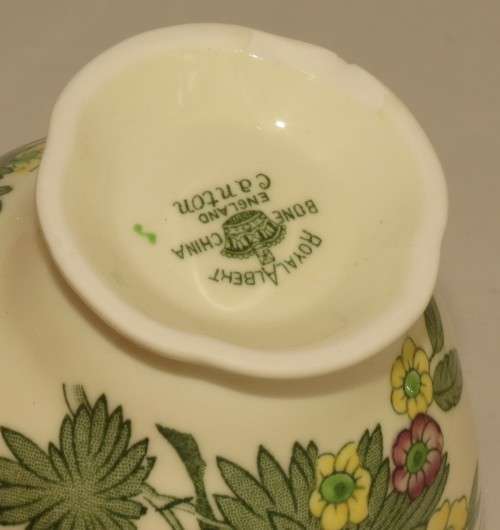 ROYAL ALBERT
BONE CHINA
ENGLAND
Canton